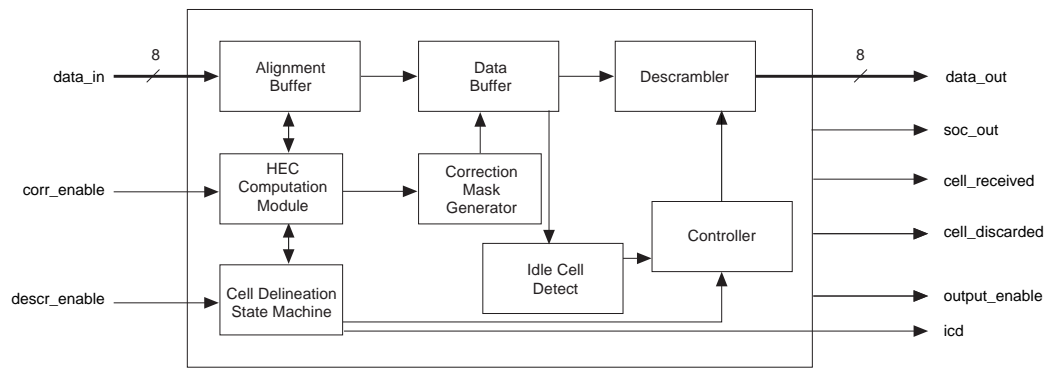 8
data_in
Alignment
Buffer
Data
Buffer
Descrambler
8
data_out
soc_out
corr_enable
HEC
Computation
Module
Correction
Mask
Generator
cell_received
Controller
cell_discarded
descr_enable
Cell Delineation
State Machine
Idle Cell
Detect
output_enable
icd